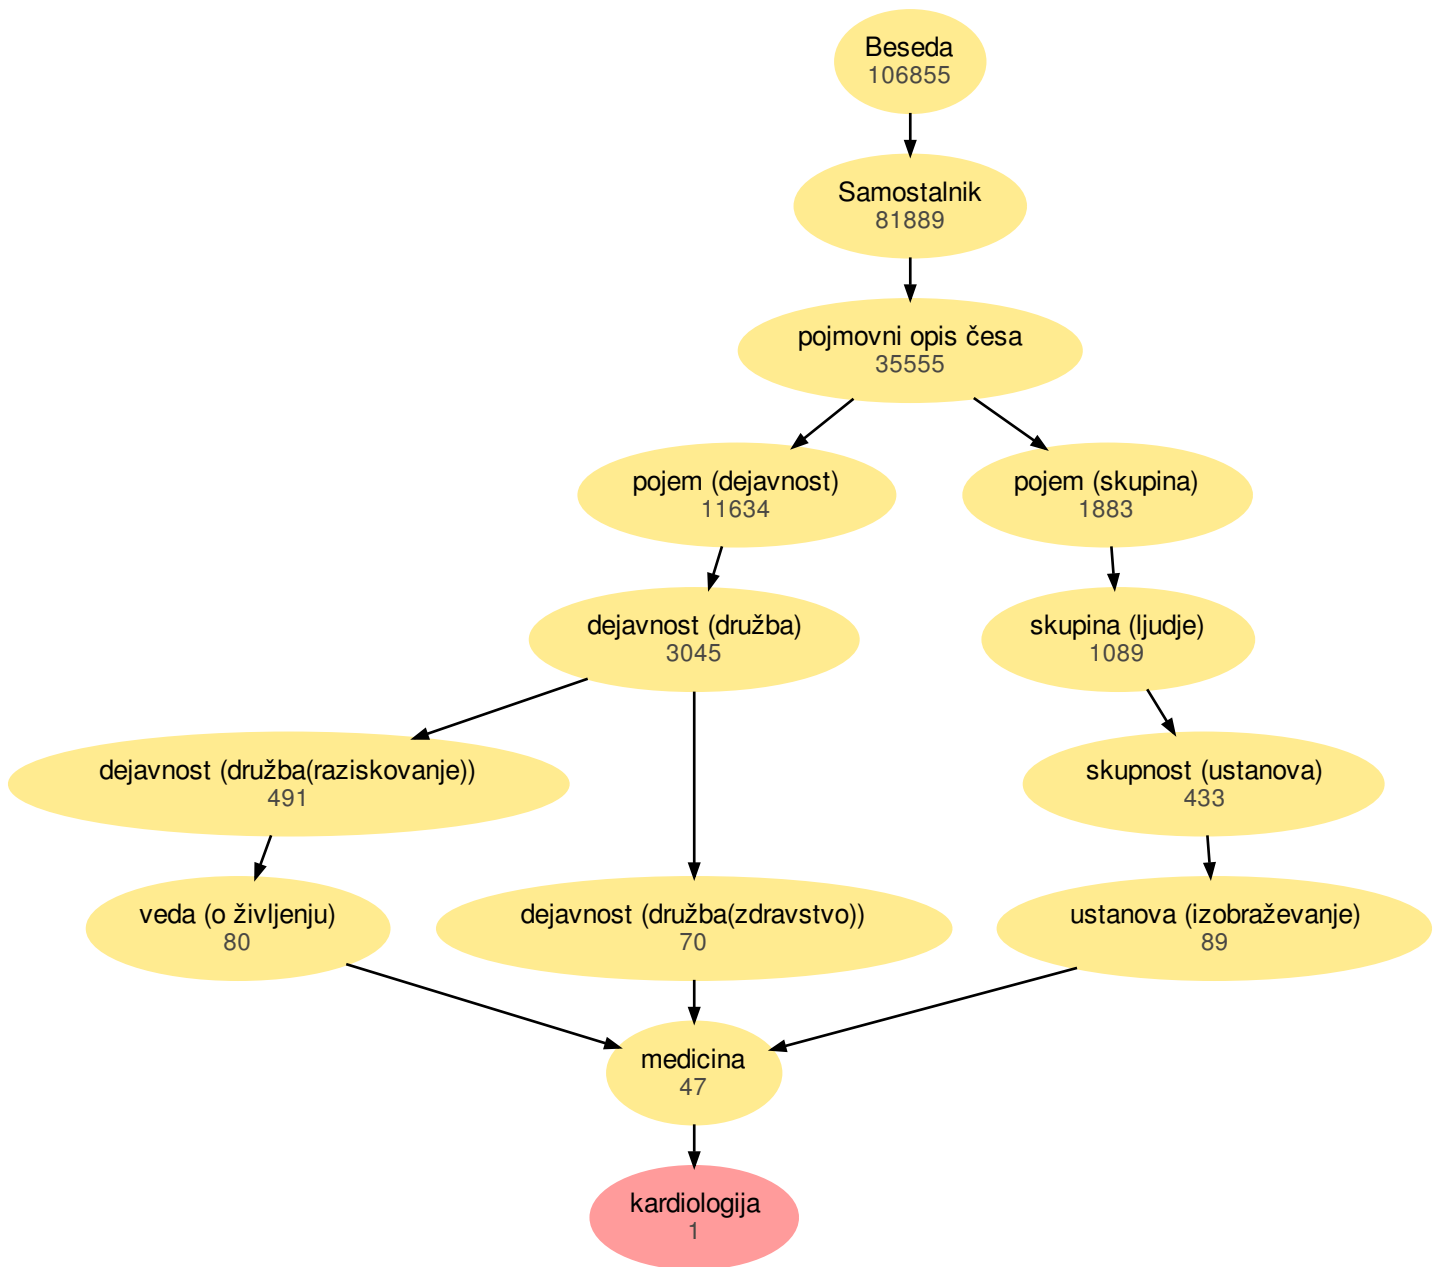 Beseda
106855
Samostalnik
81889
pojmovni opis česa
35555
pojem (dejavnost)
11634
pojem (skupina)
1883
dejavnost (družba)
3045
skupina (ljudje)
1089
dejavnost (družba(raziskovanje))
491
skupnost (ustanova)
433
veda (o življenju)
80
dejavnost (družba(zdravstvo))
70
ustanova (izobraževanje)
89
medicina
47
kardiologija
1